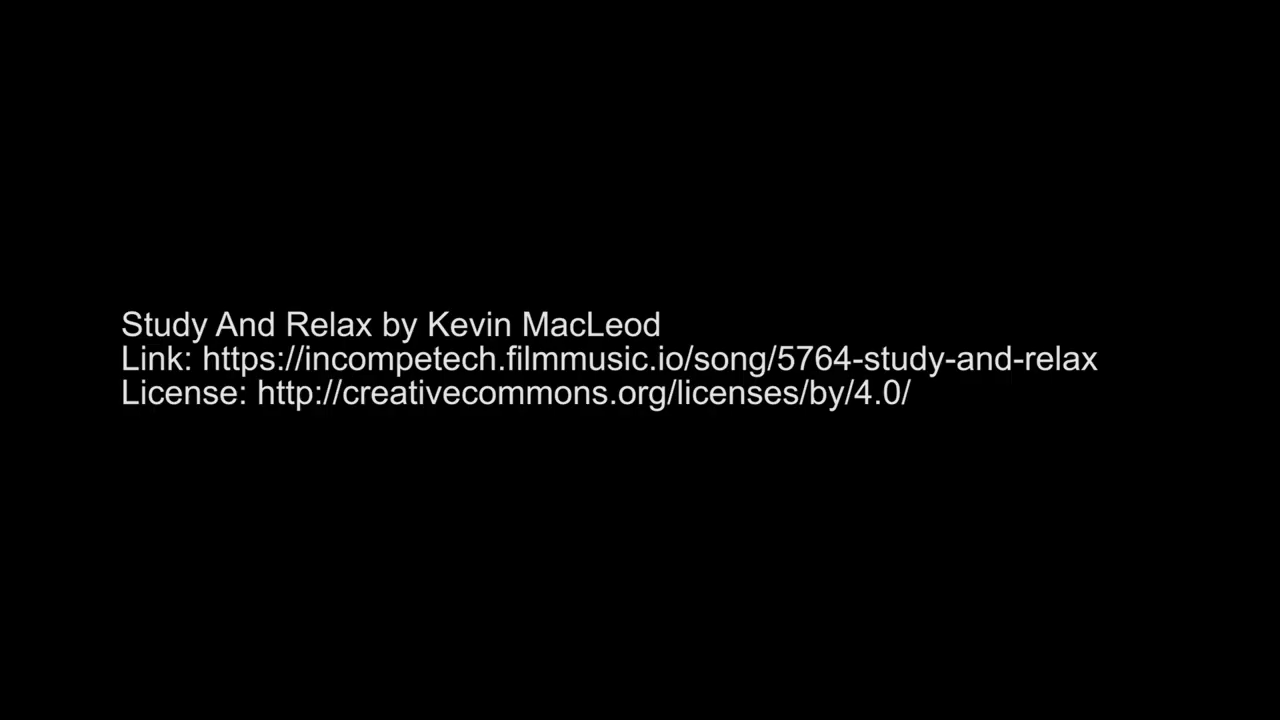 Study And Relax by Kevin MacLeod
Link: https://incompetech.filmmusic.io/song/5764-study-and-relax
License: http://creativecommons.org/licenses/by/4.0/